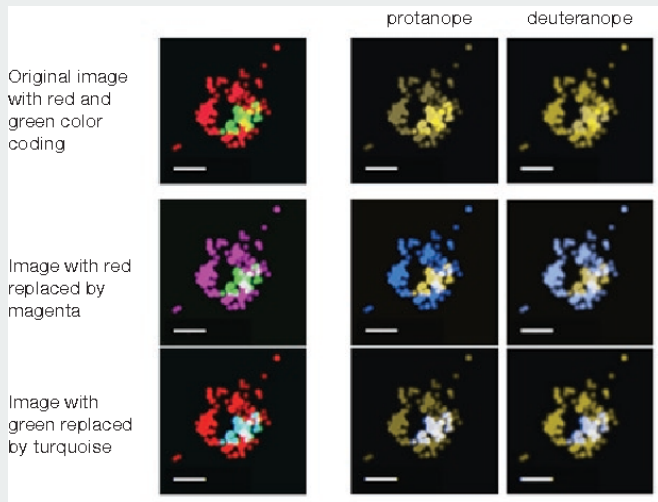 protanope deuteranope
Original image
with red and
green color
coding
Image with red
replaced by
magenta
Image with
green replaced
by turquoise